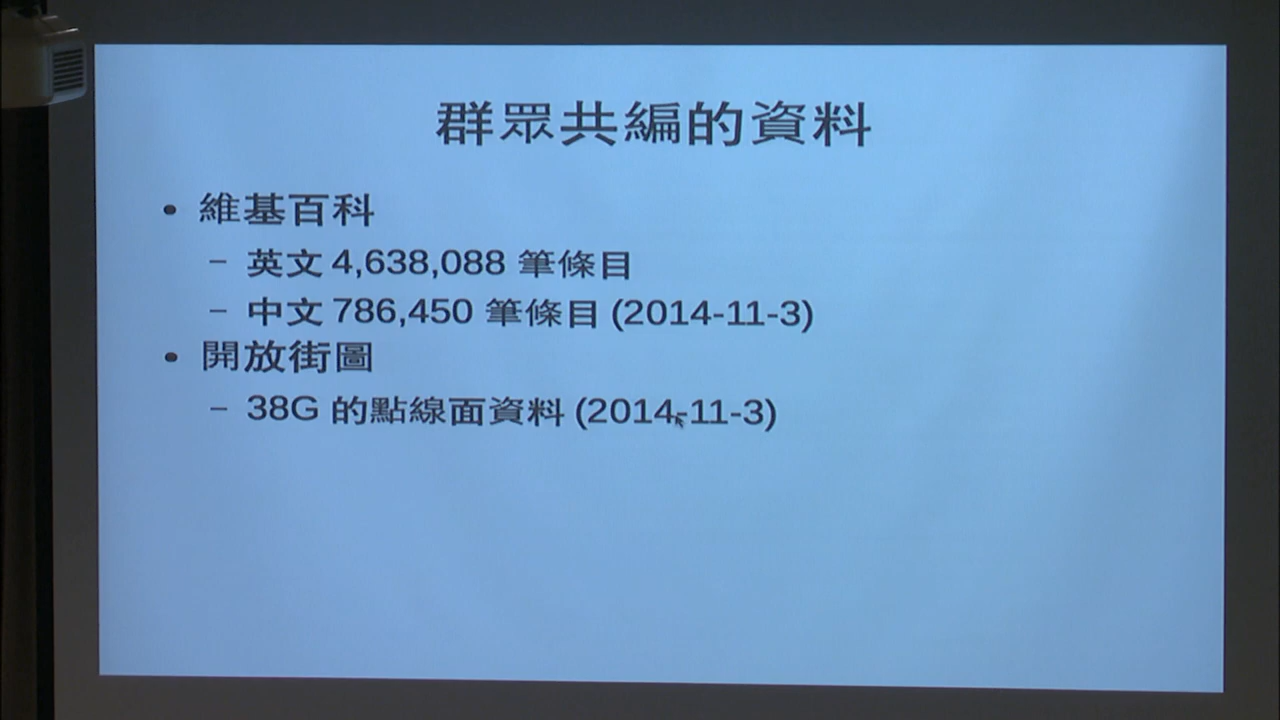 群眾共編的資料
• 維基百科
– 英文 4,638,088 筆條目
– 中文 786,450 筆條目 (2014-11-3)
• 開放街圖
– 38G 的點線面資料 (2014-11-3)